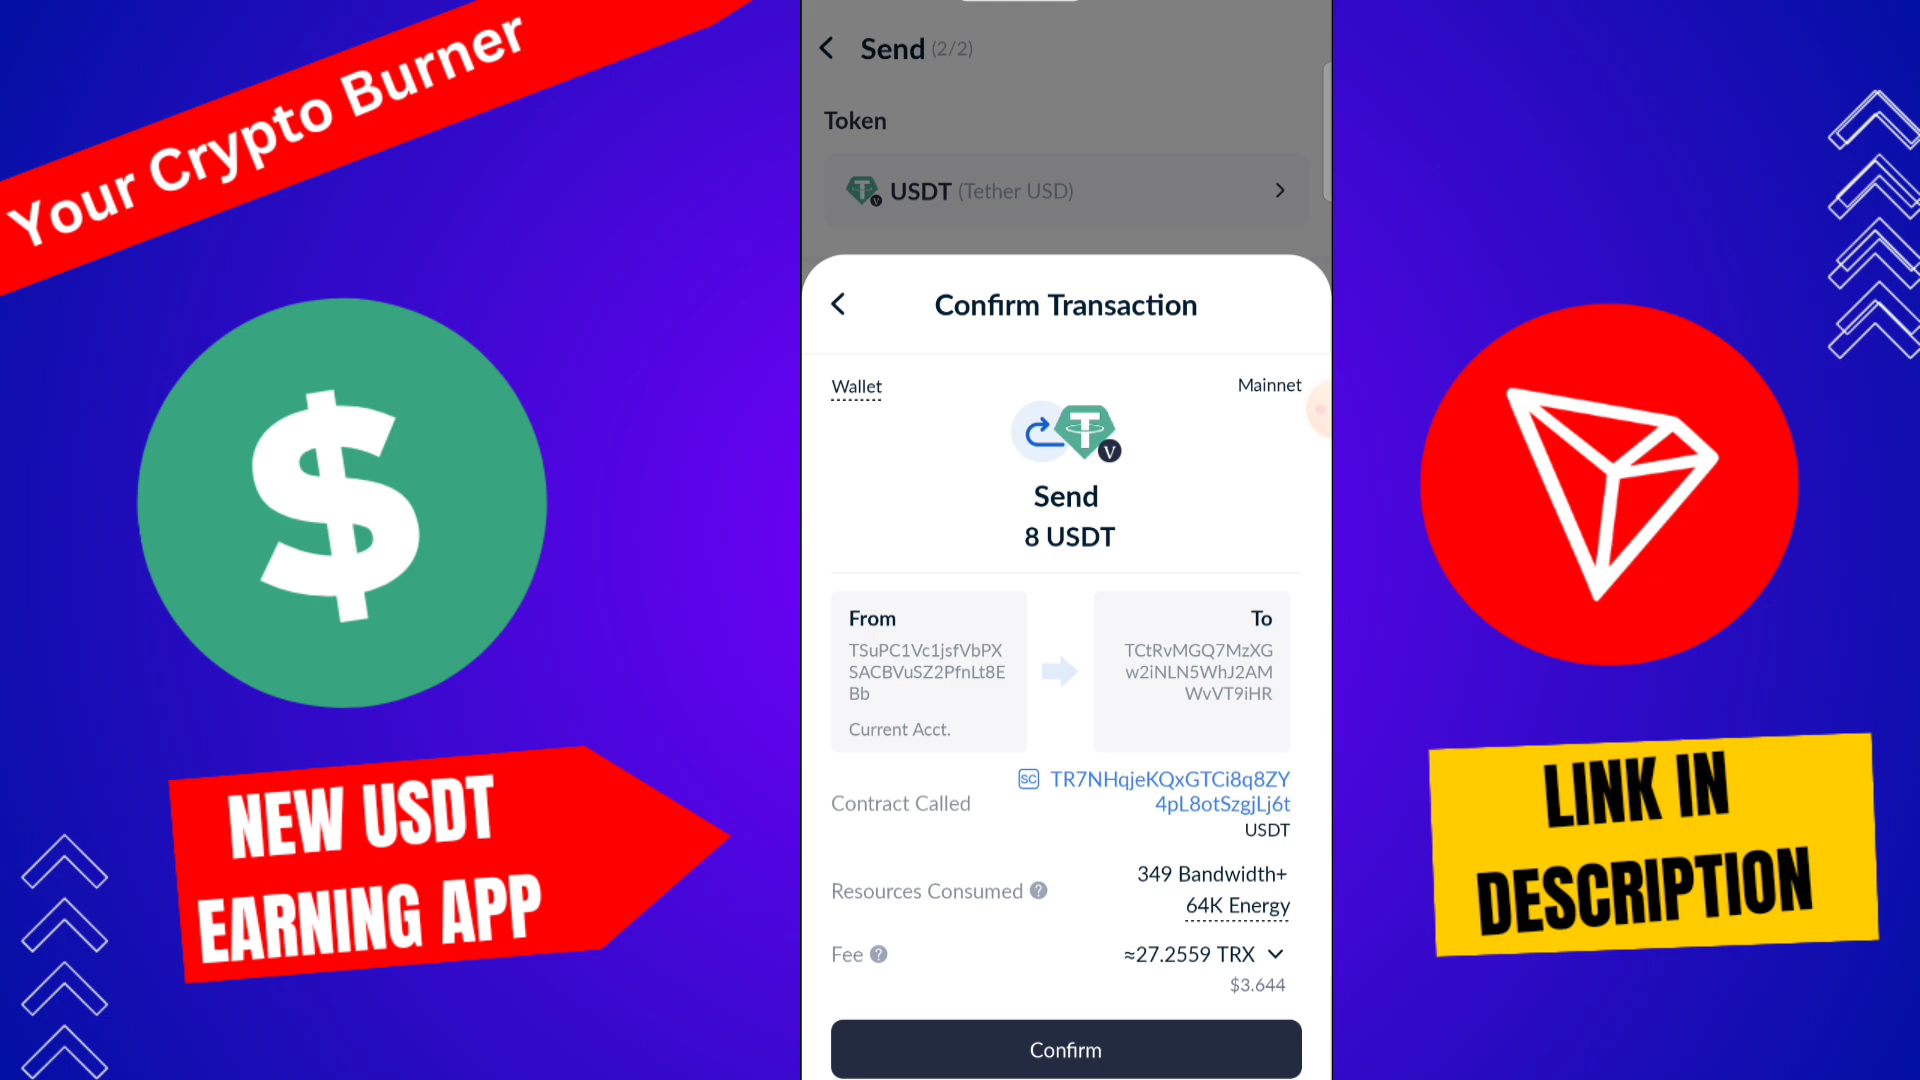 Your Crypto Burner
NEW USDT
EARNING APP
Send (2/2)
Token
USDT (Tether USD)
Confirm Transaction
Wallet
Mainnet
V
Send
8 USDT
From
TSuPC1Vc1jsfVbPX
SACBVuSZ2PfnLt8E
Bb
Current Acct.
To
TCtRvMGQ7MzXG
w2iNLN5WhJ2AM
WvVT9iHR
Contract Called
SC TR7NHqjeKQxGTCi8q8ZY
4pL8otSzgjLj6t
USDT
Resources Consumed ?
349 Bandwidth+
64K Energy
Fee ?
≈27.2559 TRX
$3.644
Confirm
LINK IN
DESCRIPTION